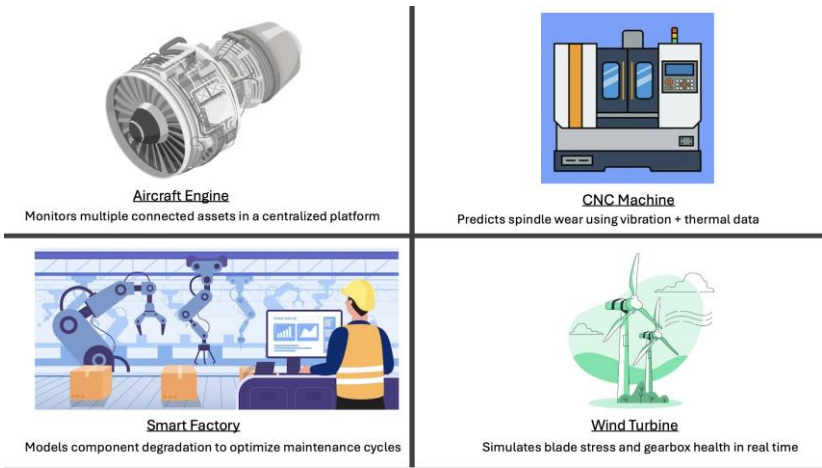 Aircraft Engine
Monitors multiple connected assets in a centralized platform
CNC Machine
Predicts spindle wear using vibration + thermal data
Smart Factory
Models component degradation to optimize maintenance cycles
Wind Turbine
Simulates blade stress and gearbox health in real time